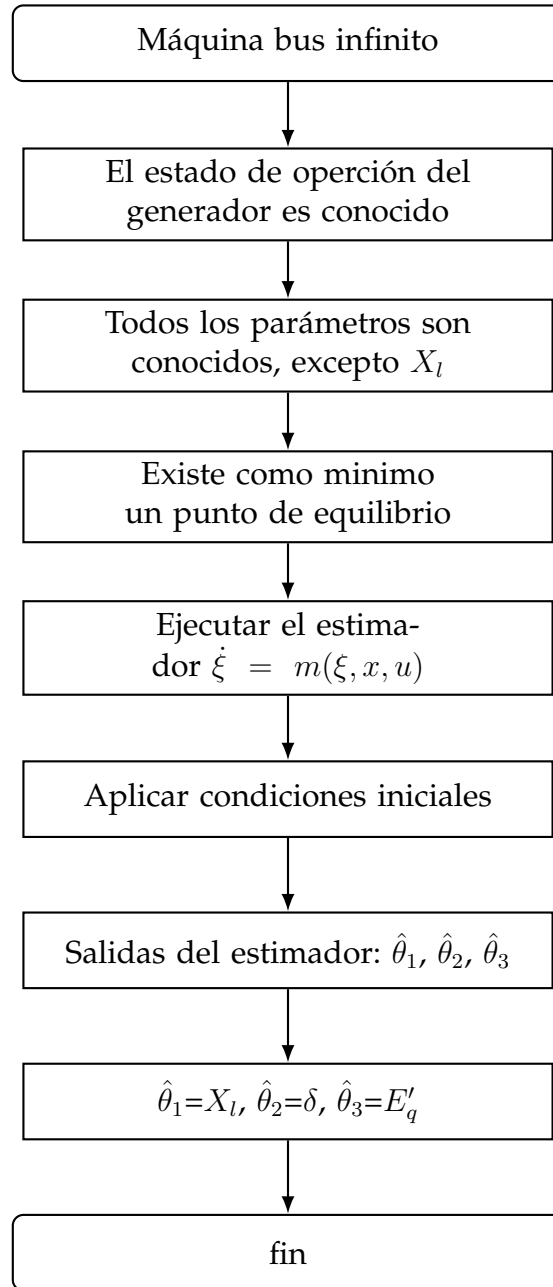 Máquina bus infinito
El estado de operción del
generador es conocido
Todos los parámetros son
conocidos, excepto $X_l$
Existe como minimo
un punto de equilibrio
Ejecutar el estima-
dor $\dot{\xi} = m(\xi, x, u)$
Aplicar condiciones iniciales
Salidas del estimador: $\hat{\theta}_1$, $\hat{\theta}_2$, $\hat{\theta}_3$
$\hat{\theta}_1$=$X_l$, $\hat{\theta}_2$=$\delta$, $\hat{\theta}_3$=$E'_q$
fin